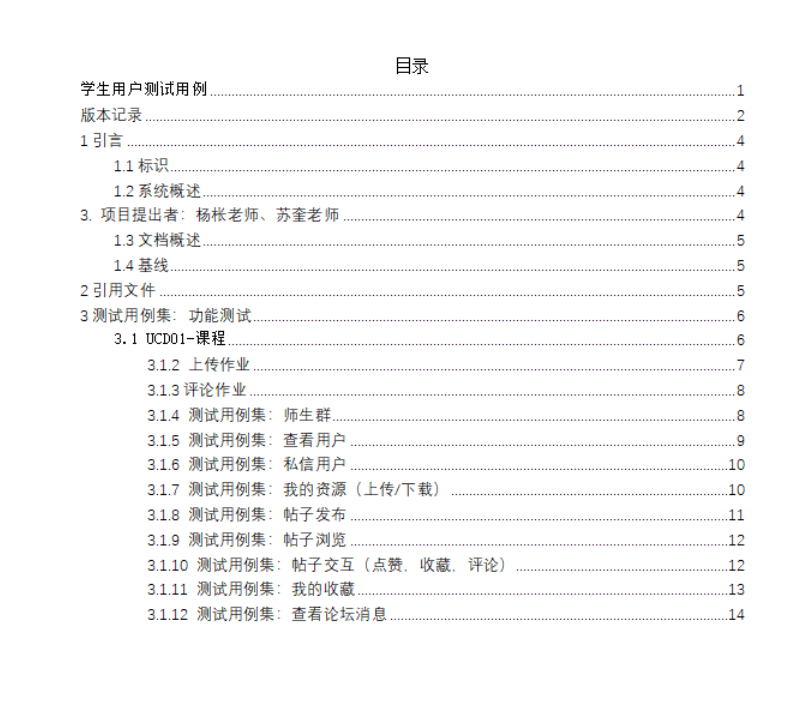 目录
学生用户测试用例 1
版本记录 2
1 引言 4
1.1 标识 4
1.2 系统概述 4
3. 项目提出者：杨枨老师、苏奎老师 4
1.3 文档概述 5
1.4 基线 5
2 引用文件 5
3 测试用例集：功能测试 6
3.1 UCD01-课程 6
3.1.2 上传作业 7
3.1.3 评论作业 8
3.1.4 测试用例集：师生群 8
3.1.5 测试用例集：查看用户 9
3.1.6 测试用例集：私信用户 10
3.1.7 测试用例集：我的资源（上传/下载） 10
3.1.8 测试用例集：帖子发布 11
3.1.9 测试用例集：帖子浏览 12
3.1.10 测试用例集：帖子交互（点赞，收藏，评论） 12
3.1.11 测试用例集：我的收藏 13
3.1.12 测试用例集：查看论坛消息 14